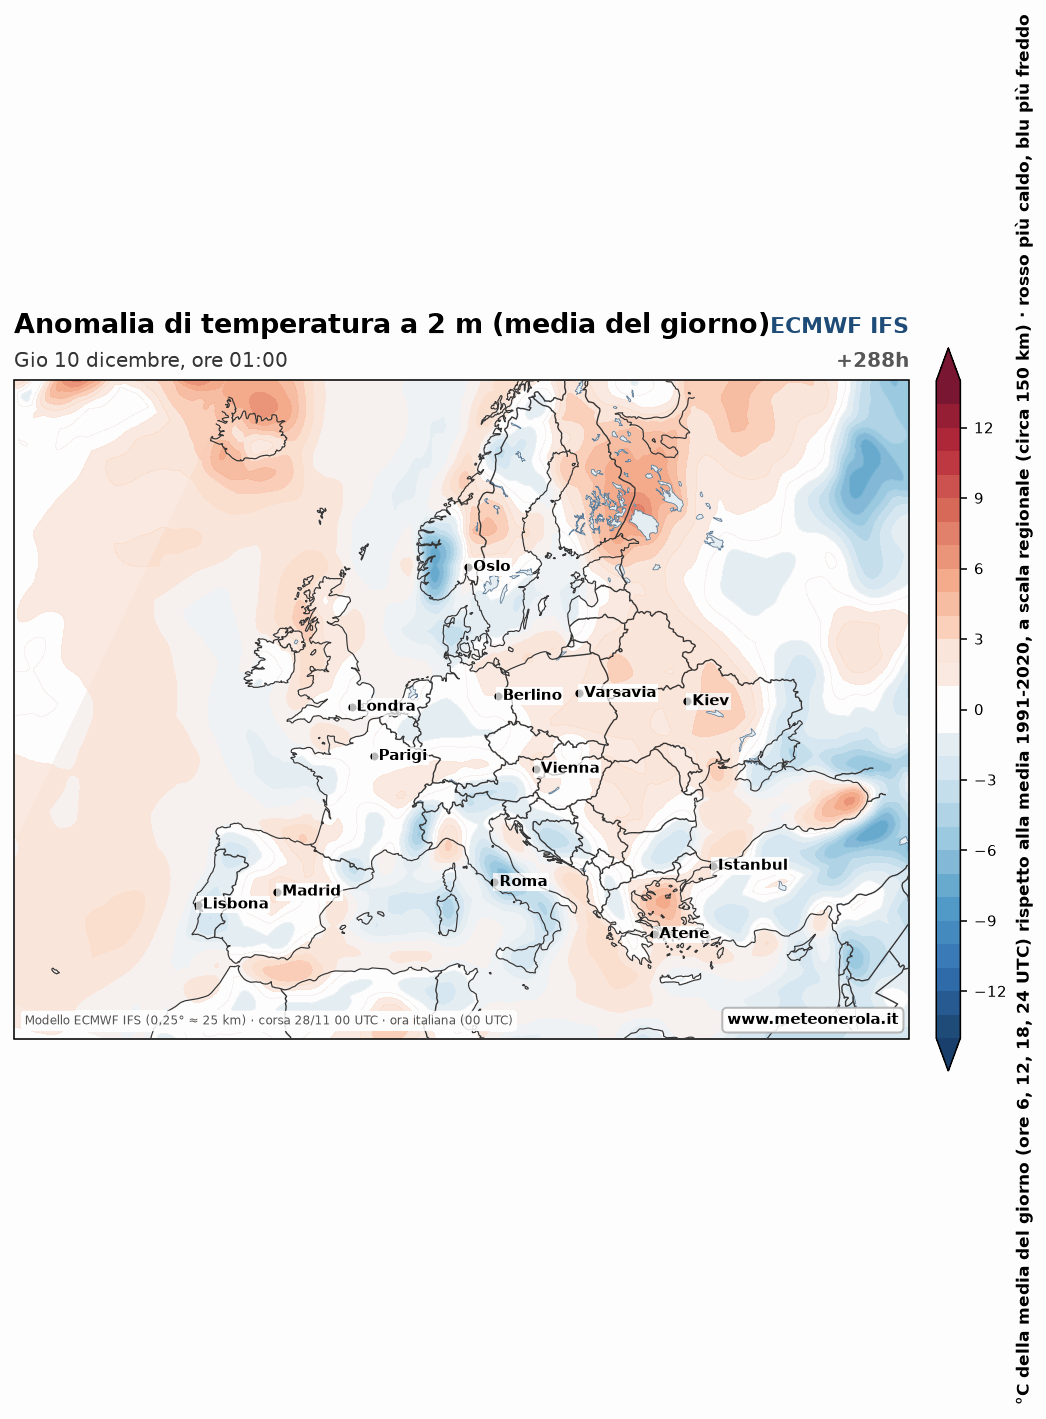 Anomalia di temperatura a 2 m (media del giorno)
ECMWF IFS
Gio 10 dicembre, ore 01:00
+288h
Oslo
Berlino
Varsavia
Kiev
Londra
Parigi
Vienna
Istanbul
Madrid
Roma
Lisbona
Atene
Modello ECMWF IFS (0,25° ≈ 25 km) · corsa 28/11 00 UTC · ora italiana (00 UTC)
www.meteonerola.it
12
9
6
3
0
−3
−6
−9
−12
°C della media del giorno (ore 6, 12, 18, 24 UTC) rispetto alla media 1991-2020, a scala regionale (circa 150 km) · rosso più caldo, blu più freddo